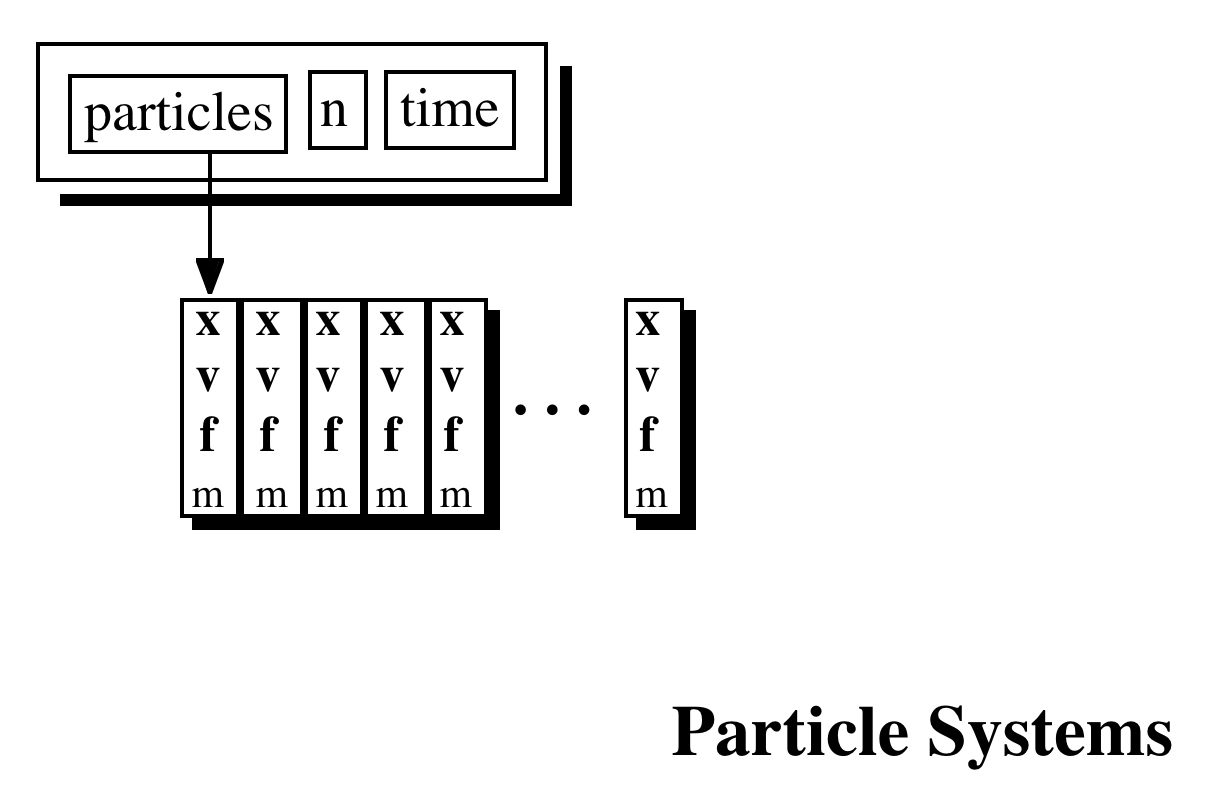 particles n time
x x x x x x
v v v v v v
f f f f f . . . f
m m m m m m
Particle Systems